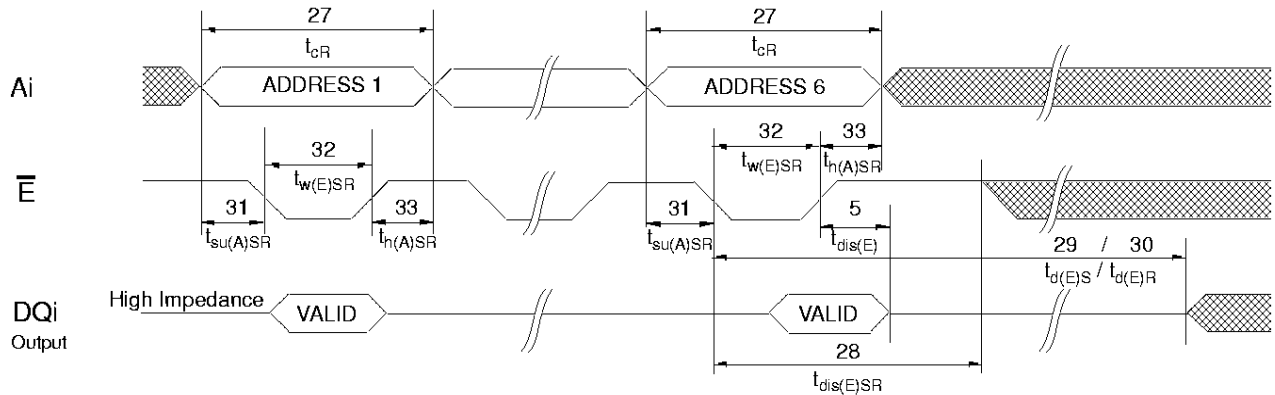 27 27
tcR tcR
Ai ADDRESS 1 ADDRESS 6
32 32 33
tw(E)SR tw(E)SR th(A)SR
E
31 33 31 5
tsu(A)SR th(A)SR tsu(A)SR tdis(E)
29 / 30
td(E)S / td(E)R
High Impedance
DQi VALID VALID
Output
28
tdis(E)SR